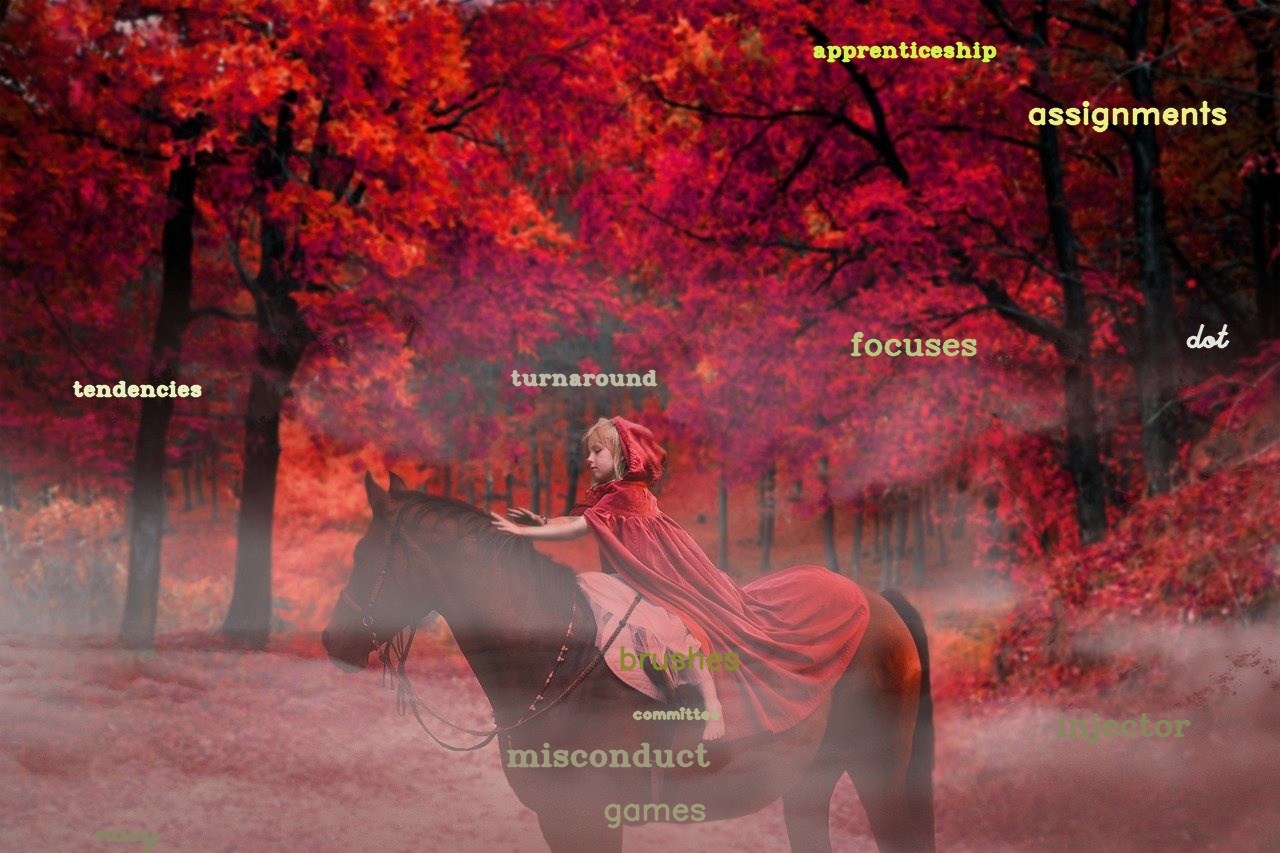 apprenticeship
assignments
dot
focuses
turnaround
tendencies
brushes
committee
injector
misconduct
games